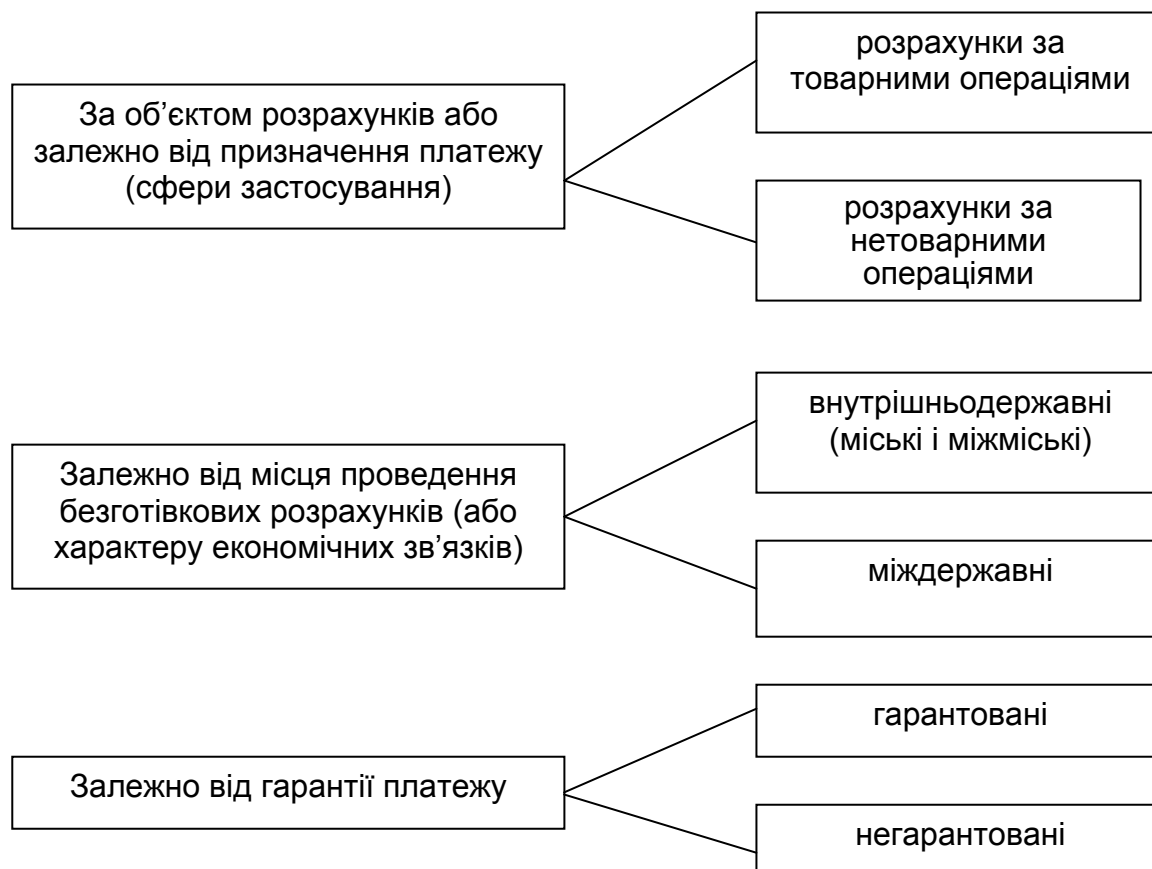 розрахунки за
товарними операціями
За об’єктом розрахунків або
залежно від призначення платежу
(сфери застосування)
розрахунки за
нетоварними
операціями
внутрішньодержавні
(міські і міжміські)
Залежно від місця проведення
безготівкових розрахунків (або
характеру економічних зв’язків)
міждержавні
гарантовані
Залежно від гарантії платежу
негарантовані